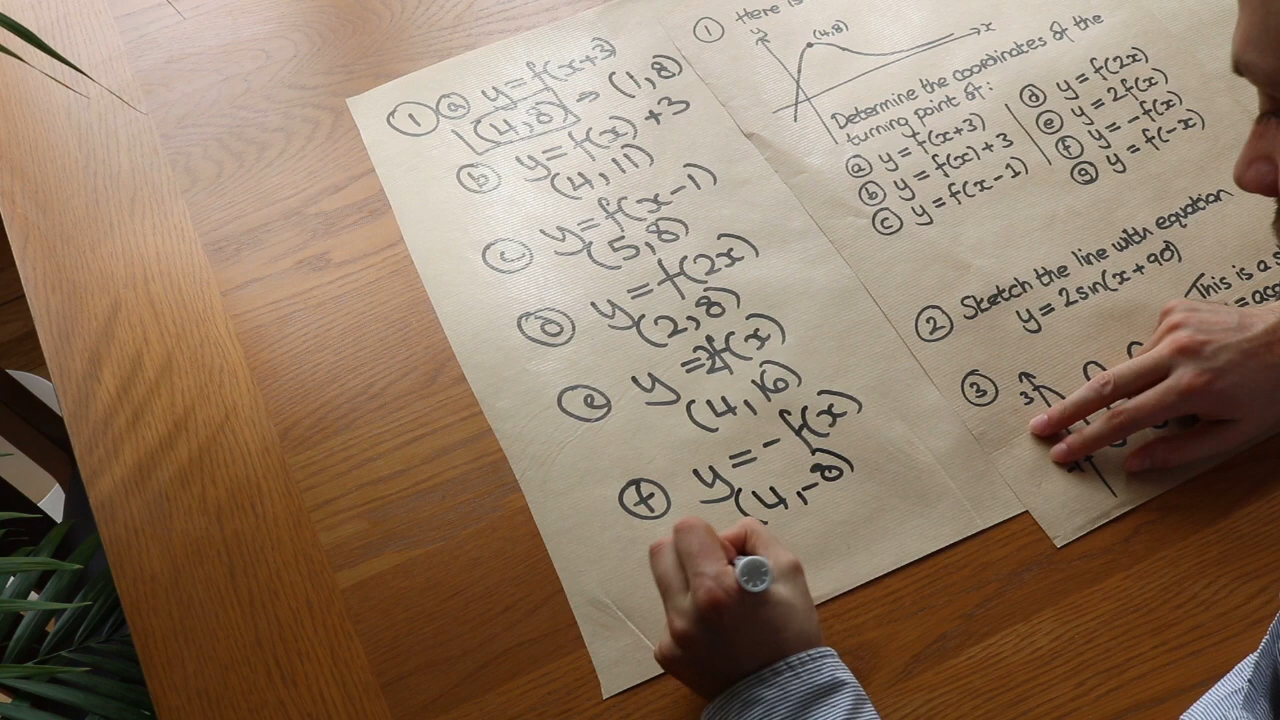 ① ⓐ y = f(x+3)
(4,8) → (1,8)
ⓑ y = f(x) +3
(4,11)
ⓒ y = f(x-1)
(5,8)
ⓓ y = f(2x)
(2,8)
ⓔ y = 2f(x)
(4,16)
ⓕ y = -f(x)
(4,-8)
① Here is
y
(4,8)
x
Determine the coordinates of the
turning point of:
ⓐ y = f(x+3)
ⓑ y = f(x)+3
ⓒ y = f(x-1)
ⓓ y = f(2x)
ⓔ y = 2f(x)
ⓕ y = -f(x)
ⓖ y = f(-x)
② Sketch the line with equation
y = 2sin(x+90)
This is a
③
3